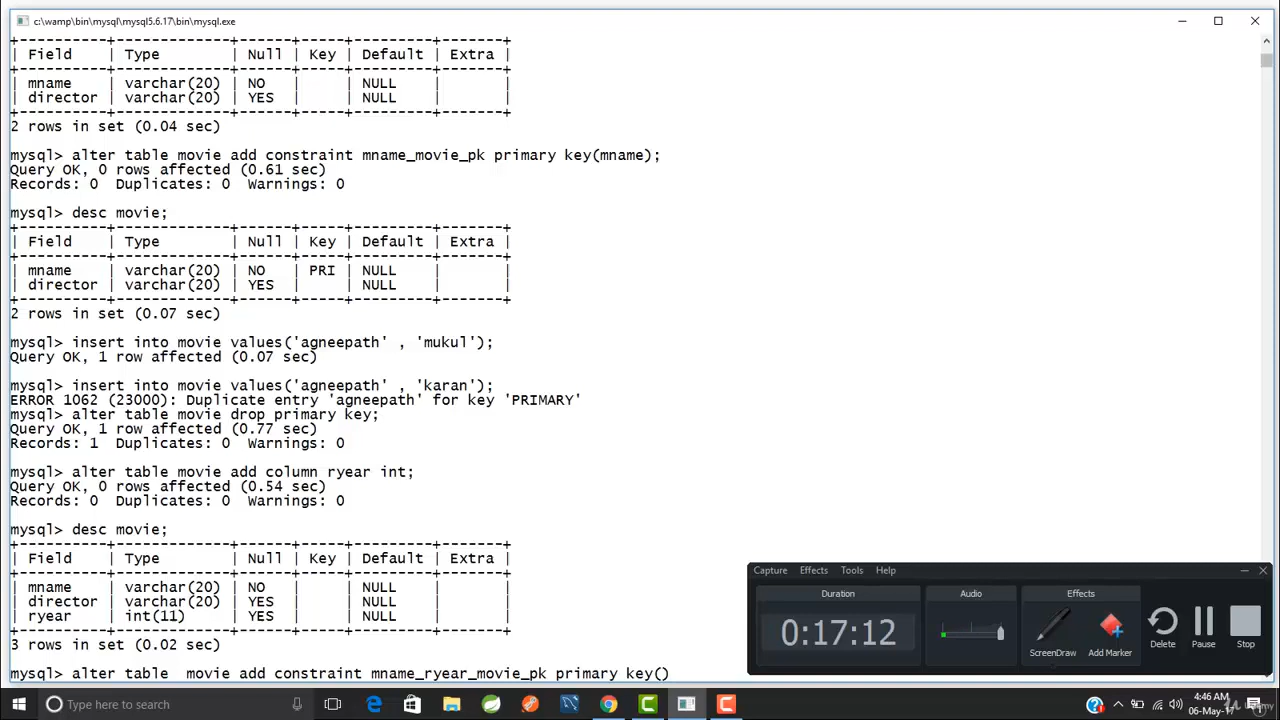 c:\wamp\bin\mysql\mysql5.6.17\bin\mysql.exe
+----------+-------------+------+-----+---------+-------+
| Field    | Type        | Null | Key | Default | Extra |
+----------+-------------+------+-----+---------+-------+
| mname    | varchar(20) | NO   |     | NULL    |       |
| director | varchar(20) | YES  |     | NULL    |       |
+----------+-------------+------+-----+---------+-------+
2 rows in set (0.04 sec)
mysql> alter table movie add constraint mname_movie_pk primary key(mname);
Query OK, 0 rows affected (0.61 sec)
Records: 0  Duplicates: 0  Warnings: 0
mysql> desc movie;
+----------+-------------+------+-----+---------+-------+
| Field    | Type        | Null | Key | Default | Extra |
+----------+-------------+------+-----+---------+-------+
| mname    | varchar(20) | NO   | PRI | NULL    |       |
| director | varchar(20) | YES  |     | NULL    |       |
+----------+-------------+------+-----+---------+-------+
2 rows in set (0.07 sec)
mysql> insert into movie values('agneepath' , 'mukul');
Query OK, 1 row affected (0.07 sec)
mysql> insert into movie values('agneepath' , 'karan');
ERROR 1062 (23000): Duplicate entry 'agneepath' for key 'PRIMARY'
mysql> alter table movie drop primary key;
Query OK, 1 row affected (0.77 sec)
Records: 1  Duplicates: 0  Warnings: 0
mysql> alter table movie add column ryear int;
Query OK, 0 rows affected (0.54 sec)
Records: 0  Duplicates: 0  Warnings: 0
mysql> desc movie;
+----------+-------------+------+-----+---------+-------+
| Field    | Type        | Null | Key | Default | Extra |
+----------+-------------+------+-----+---------+-------+
| mname    | varchar(20) | NO   |     | NULL    |       |
| director | varchar(20) | YES  |     | NULL    |       |
| ryear    | int(11)     | YES  |     | NULL    |       |
+----------+-------------+------+-----+---------+-------+
3 rows in set (0.02 sec)
mysql> alter table  movie add constraint mname_ryear_movie_pk primary key()
Capture Effects Tools Help
Duration Audio Effects
0:17:12
ScreenDraw Add Marker Delete Pause Stop
Type here to search
4:46 AM
06-May-17